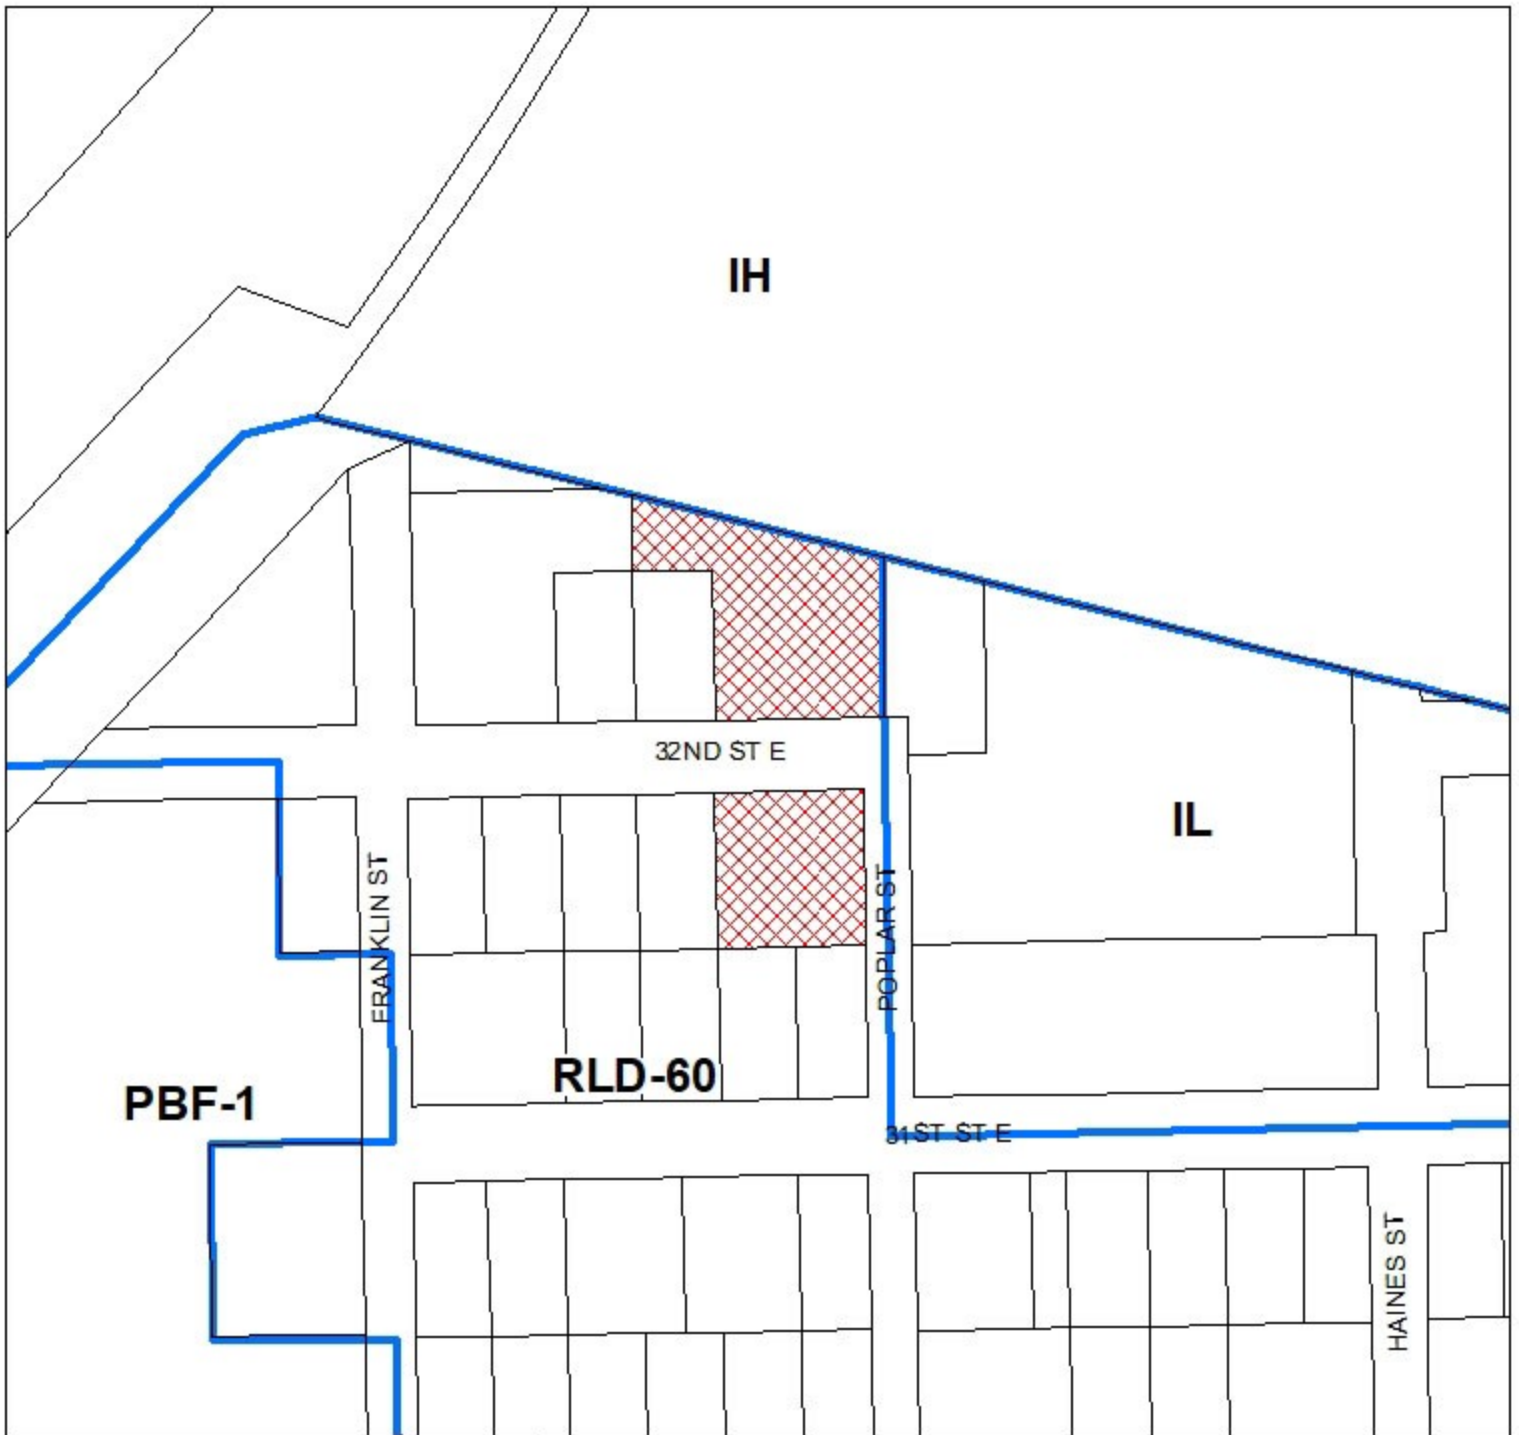 IH
32ND ST E
IL
FRANKLIN ST
POPLAR ST
RLD-60
PBF-1
31ST ST E
HAINES ST